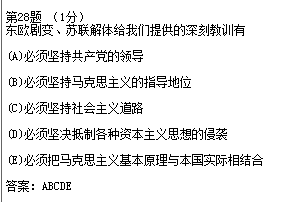 第28题 （1分）
东欧剧变、苏联解体给我们提供的深刻教训有
(A)必须坚持共产党的领导
(B)必须坚持马克思主义的指导地位
(C)必须坚持社会主义道路
(D)必须坚决抵制各种资本主义思想的侵袭
(E)必须把马克思主义基本原理与本国实际相结合
答案：ABCDE